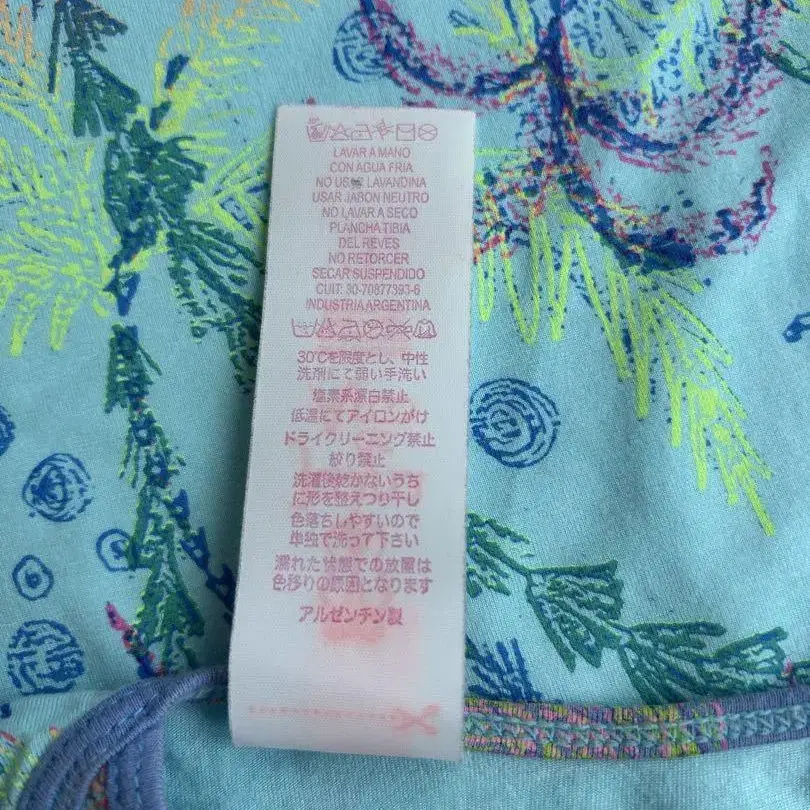 LAVAR A MANO
CON AGUA FRIA
NO USAR LAVANDINA
USAR JABON NEUTRO
NO LAVAR A SECO
PLANCHA TIBIA
DEL REVES
NO RETORCER
SECAR SUSPENDIDO
CUIT: 30-70877393-6
INDUSTRIA ARGENTINA
30℃を限度とし、中性
洗剤にて弱い手洗い
塩素系漂白禁止
低温にてアイロンがけ
ドライクリーニング禁止
絞り禁止
洗濯後乾かないうち
に形を整えつり干し
色落ちしやすいので
単独で洗って下さい
濡れた状態での放置は
色移りの原因となります
アルゼンチン製